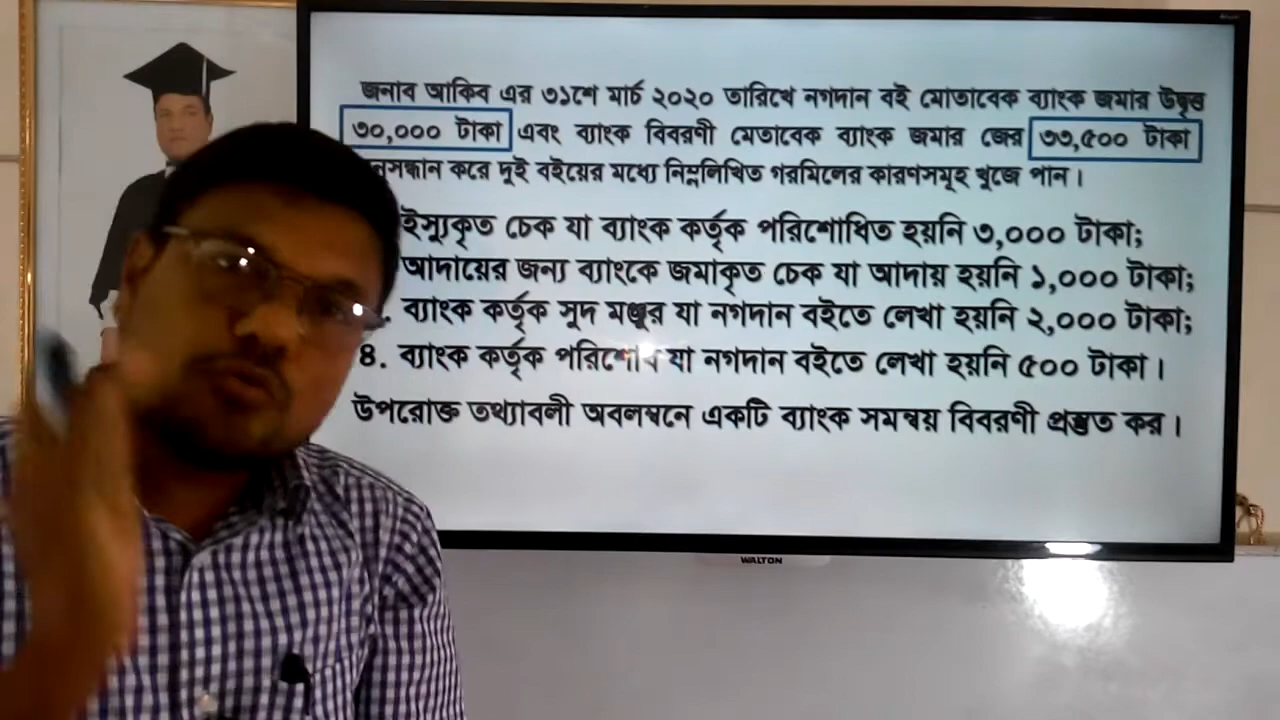 জনাব আকিব এর ৩১শে মার্চ ২০২০ তারিখে নগদান বই মোতাবেক ব্যাংক জমার উদ্বৃত্ত
৩০,০০০ টাকা এবং ব্যাংক বিবরণী মেতাবেক ব্যাংক জমার জের ৩৩,৫০০ টাকা
করে দুই বইয়ের মধ্যে নিম্নলিখিত গরমিলের কারণসমূহ খুজে পান।
ইস্যুকৃত চেক যা ব্যাংক কর্তৃক পরিশোধিত হয়নি ৩,০০০ টাকা;
আদায়ের জন্য ব্যাংকে জমাকৃত চেক যা আদায় হয়নি ১,০০০ টাকা;
ব্যাংক কর্তৃক সুদ মঞ্জুর যা নগদান বইতে লেখা হয়নি ২,০০০ টাকা;
৪. ব্যাংক কর্তৃক পরিশোধ যা নগদান বইতে লেখা হয়নি ৫০০ টাকা।
উপরোক্ত তথ্যাবলী অবলম্বনে একটি ব্যাংক সমন্বয় বিবরণী প্রস্তুত কর।
WALTON